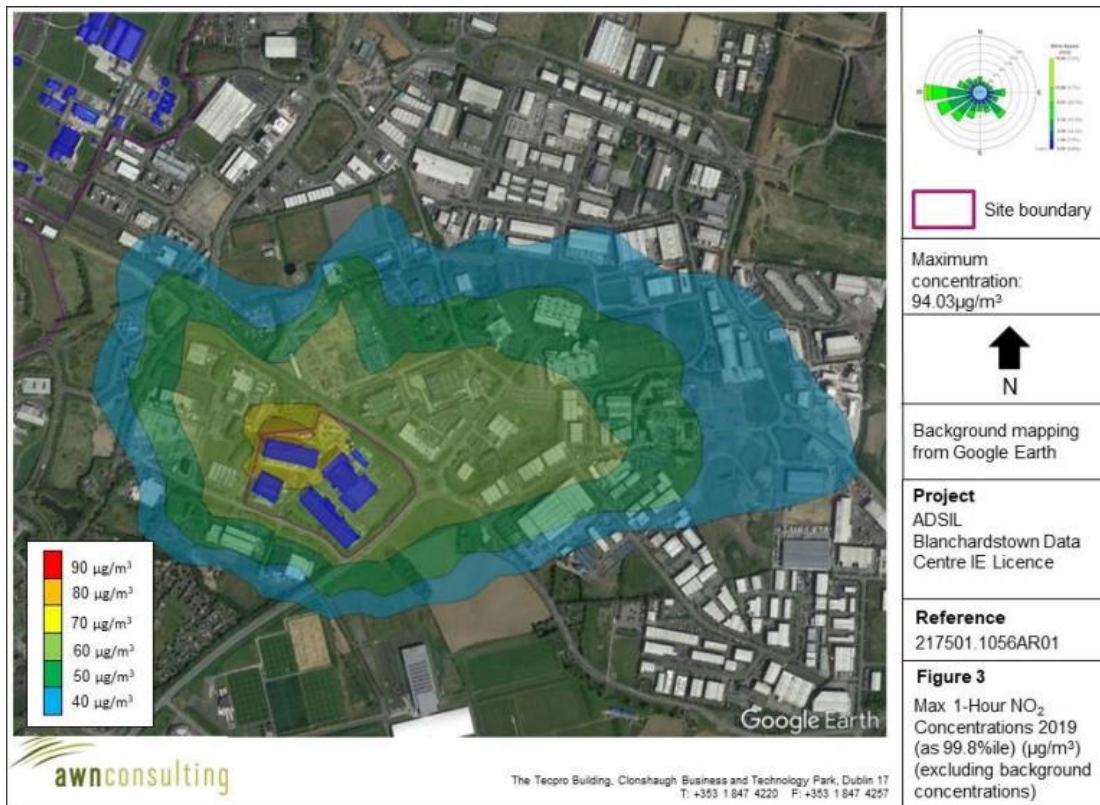 N
W
E
S
Site boundary
Maximum
concentration:
94.03µg/m³
N
Background mapping
from Google Earth
Project
ADSIL
Blanchardstown Data
Centre IE Licence
Reference
217501.1056AR01
Figure 3
Max 1-Hour NO₂
Concentrations 2019
(as 99.8%ile) (µg/m³)
(excluding background
concentrations)
90 µg/m³
80 µg/m³
70 µg/m³
60 µg/m³
50 µg/m³
40 µg/m³
Google Earth
awnconsulting
The Tecpro Building, Clonshaugh Business and Technology Park, Dublin 17
T: +353 1 847 4220 F: +353 1 847 4257